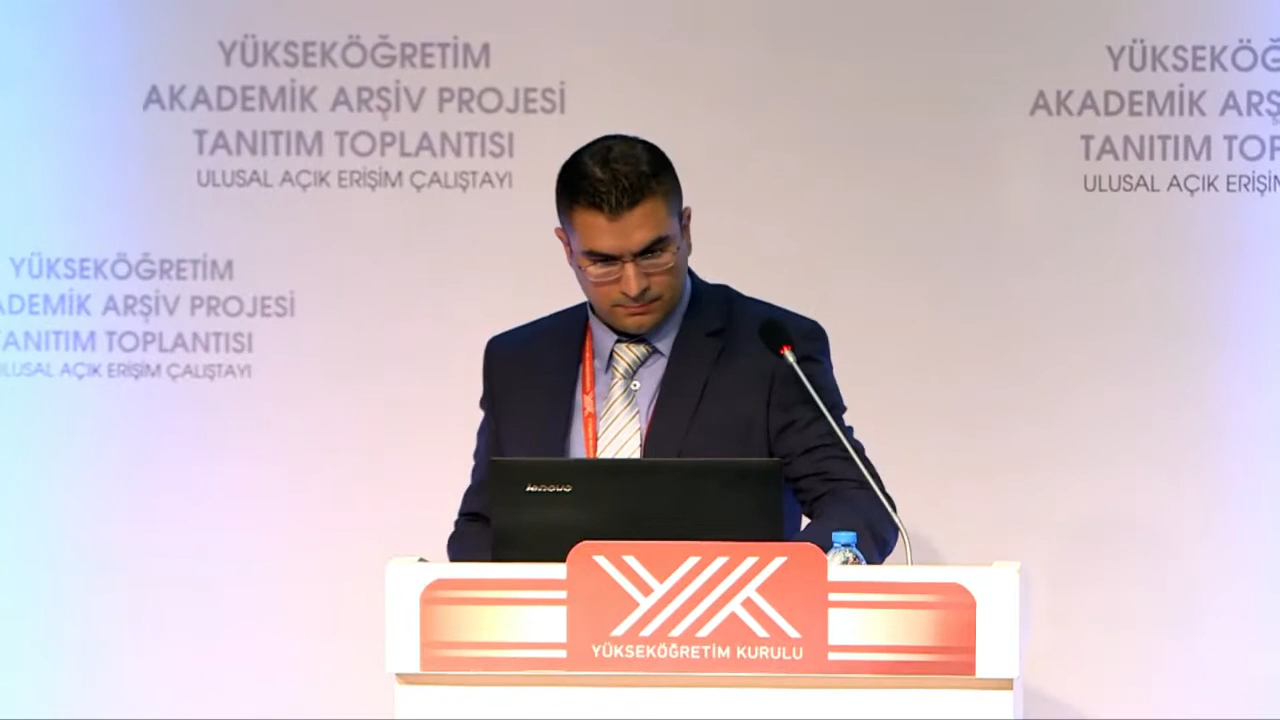 YÜKSEKÖĞRETİM
AKADEMİK ARŞİV PROJESİ
TANITIM TOPLANTISI
ULUSAL AÇIK ERİŞİM ÇALIŞTAYI
YÜKSEKÖĞ
AKADEMİK ARŞ
TANITIM TOP
ULUSAL AÇIK ERİŞİM
YÜKSEKÖĞRETİM
ADEMİK ARŞİV PROJESİ
TANITIM TOPLANTISI
ULUSAL AÇIK ERİŞİM ÇALIŞTAYI
lenovo
YÖK
YÜKSEKÖĞRETİM KURULU